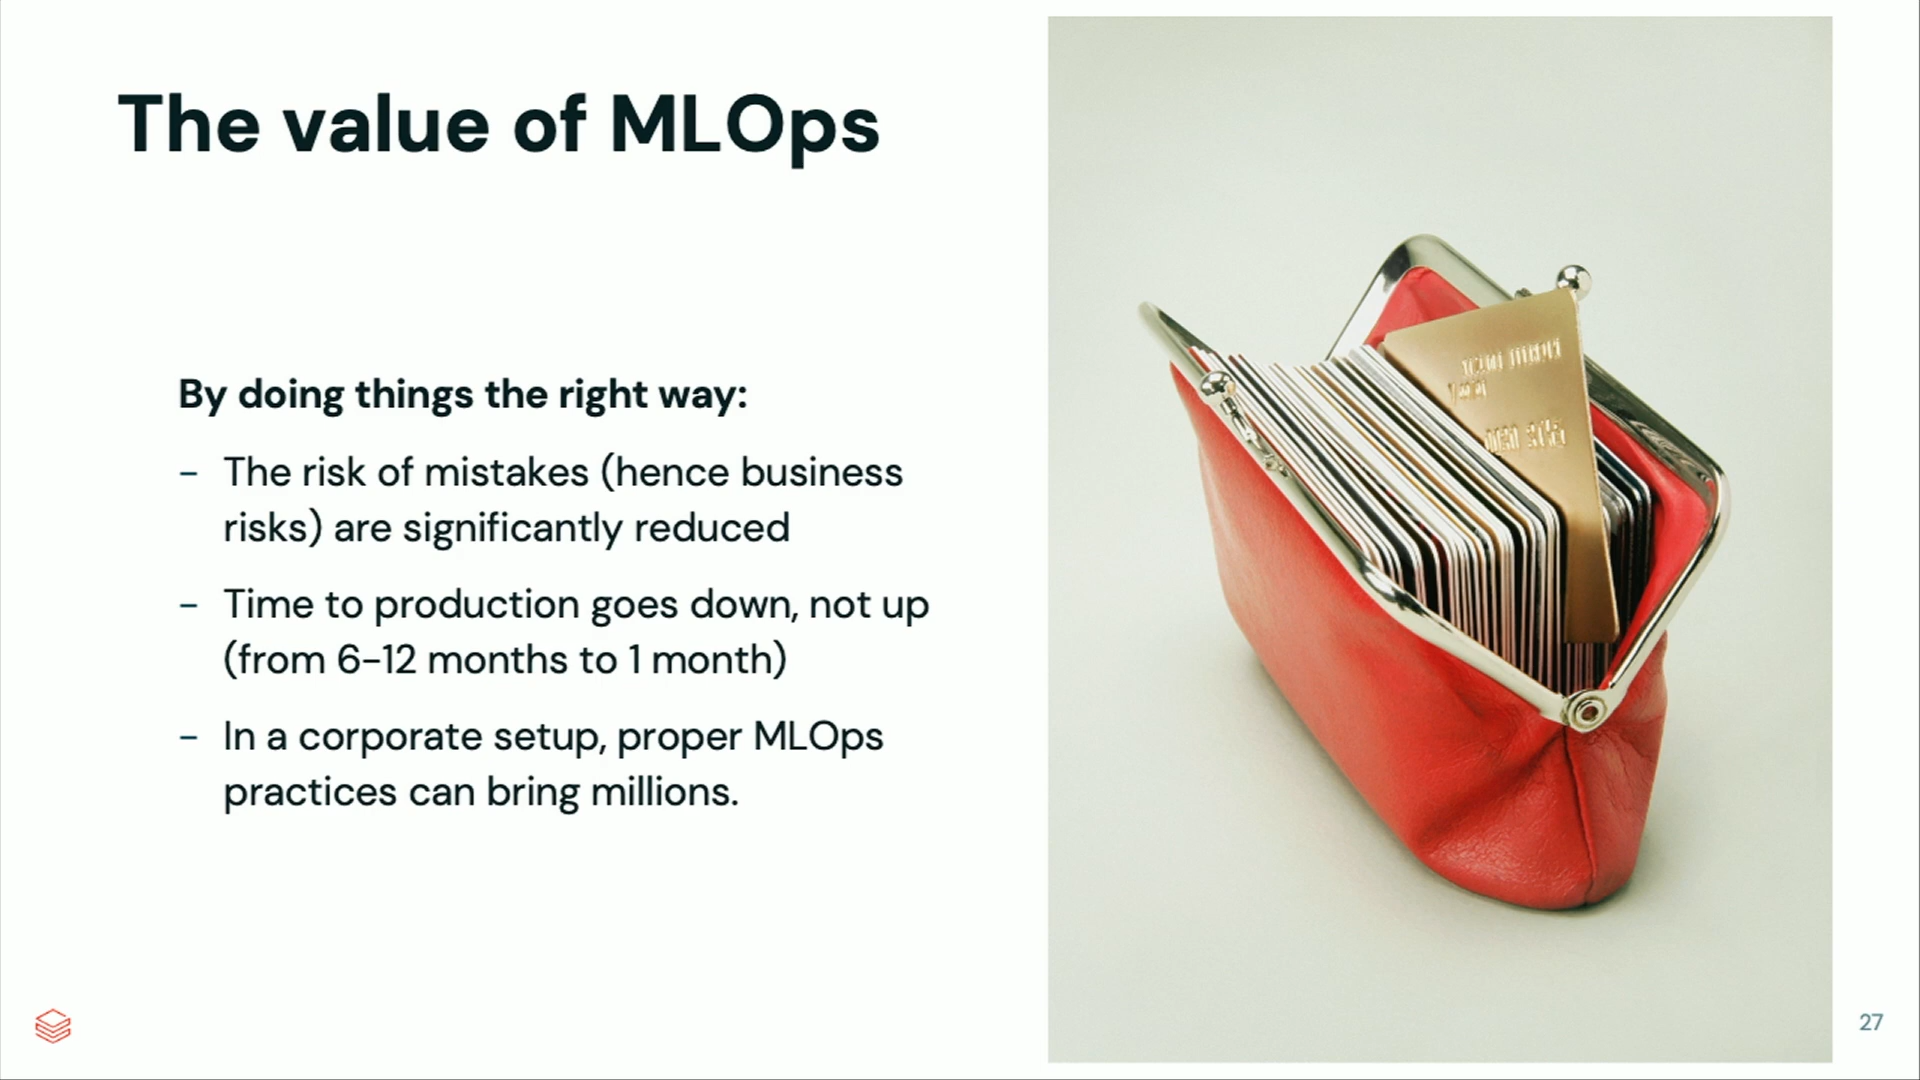 The value of MLOps
By doing things the right way:
- The risk of mistakes (hence business
risks) are significantly reduced
- Time to production goes down, not up
(from 6-12 months to 1 month)
- In a corporate setup, proper MLOps
practices can bring millions.
27